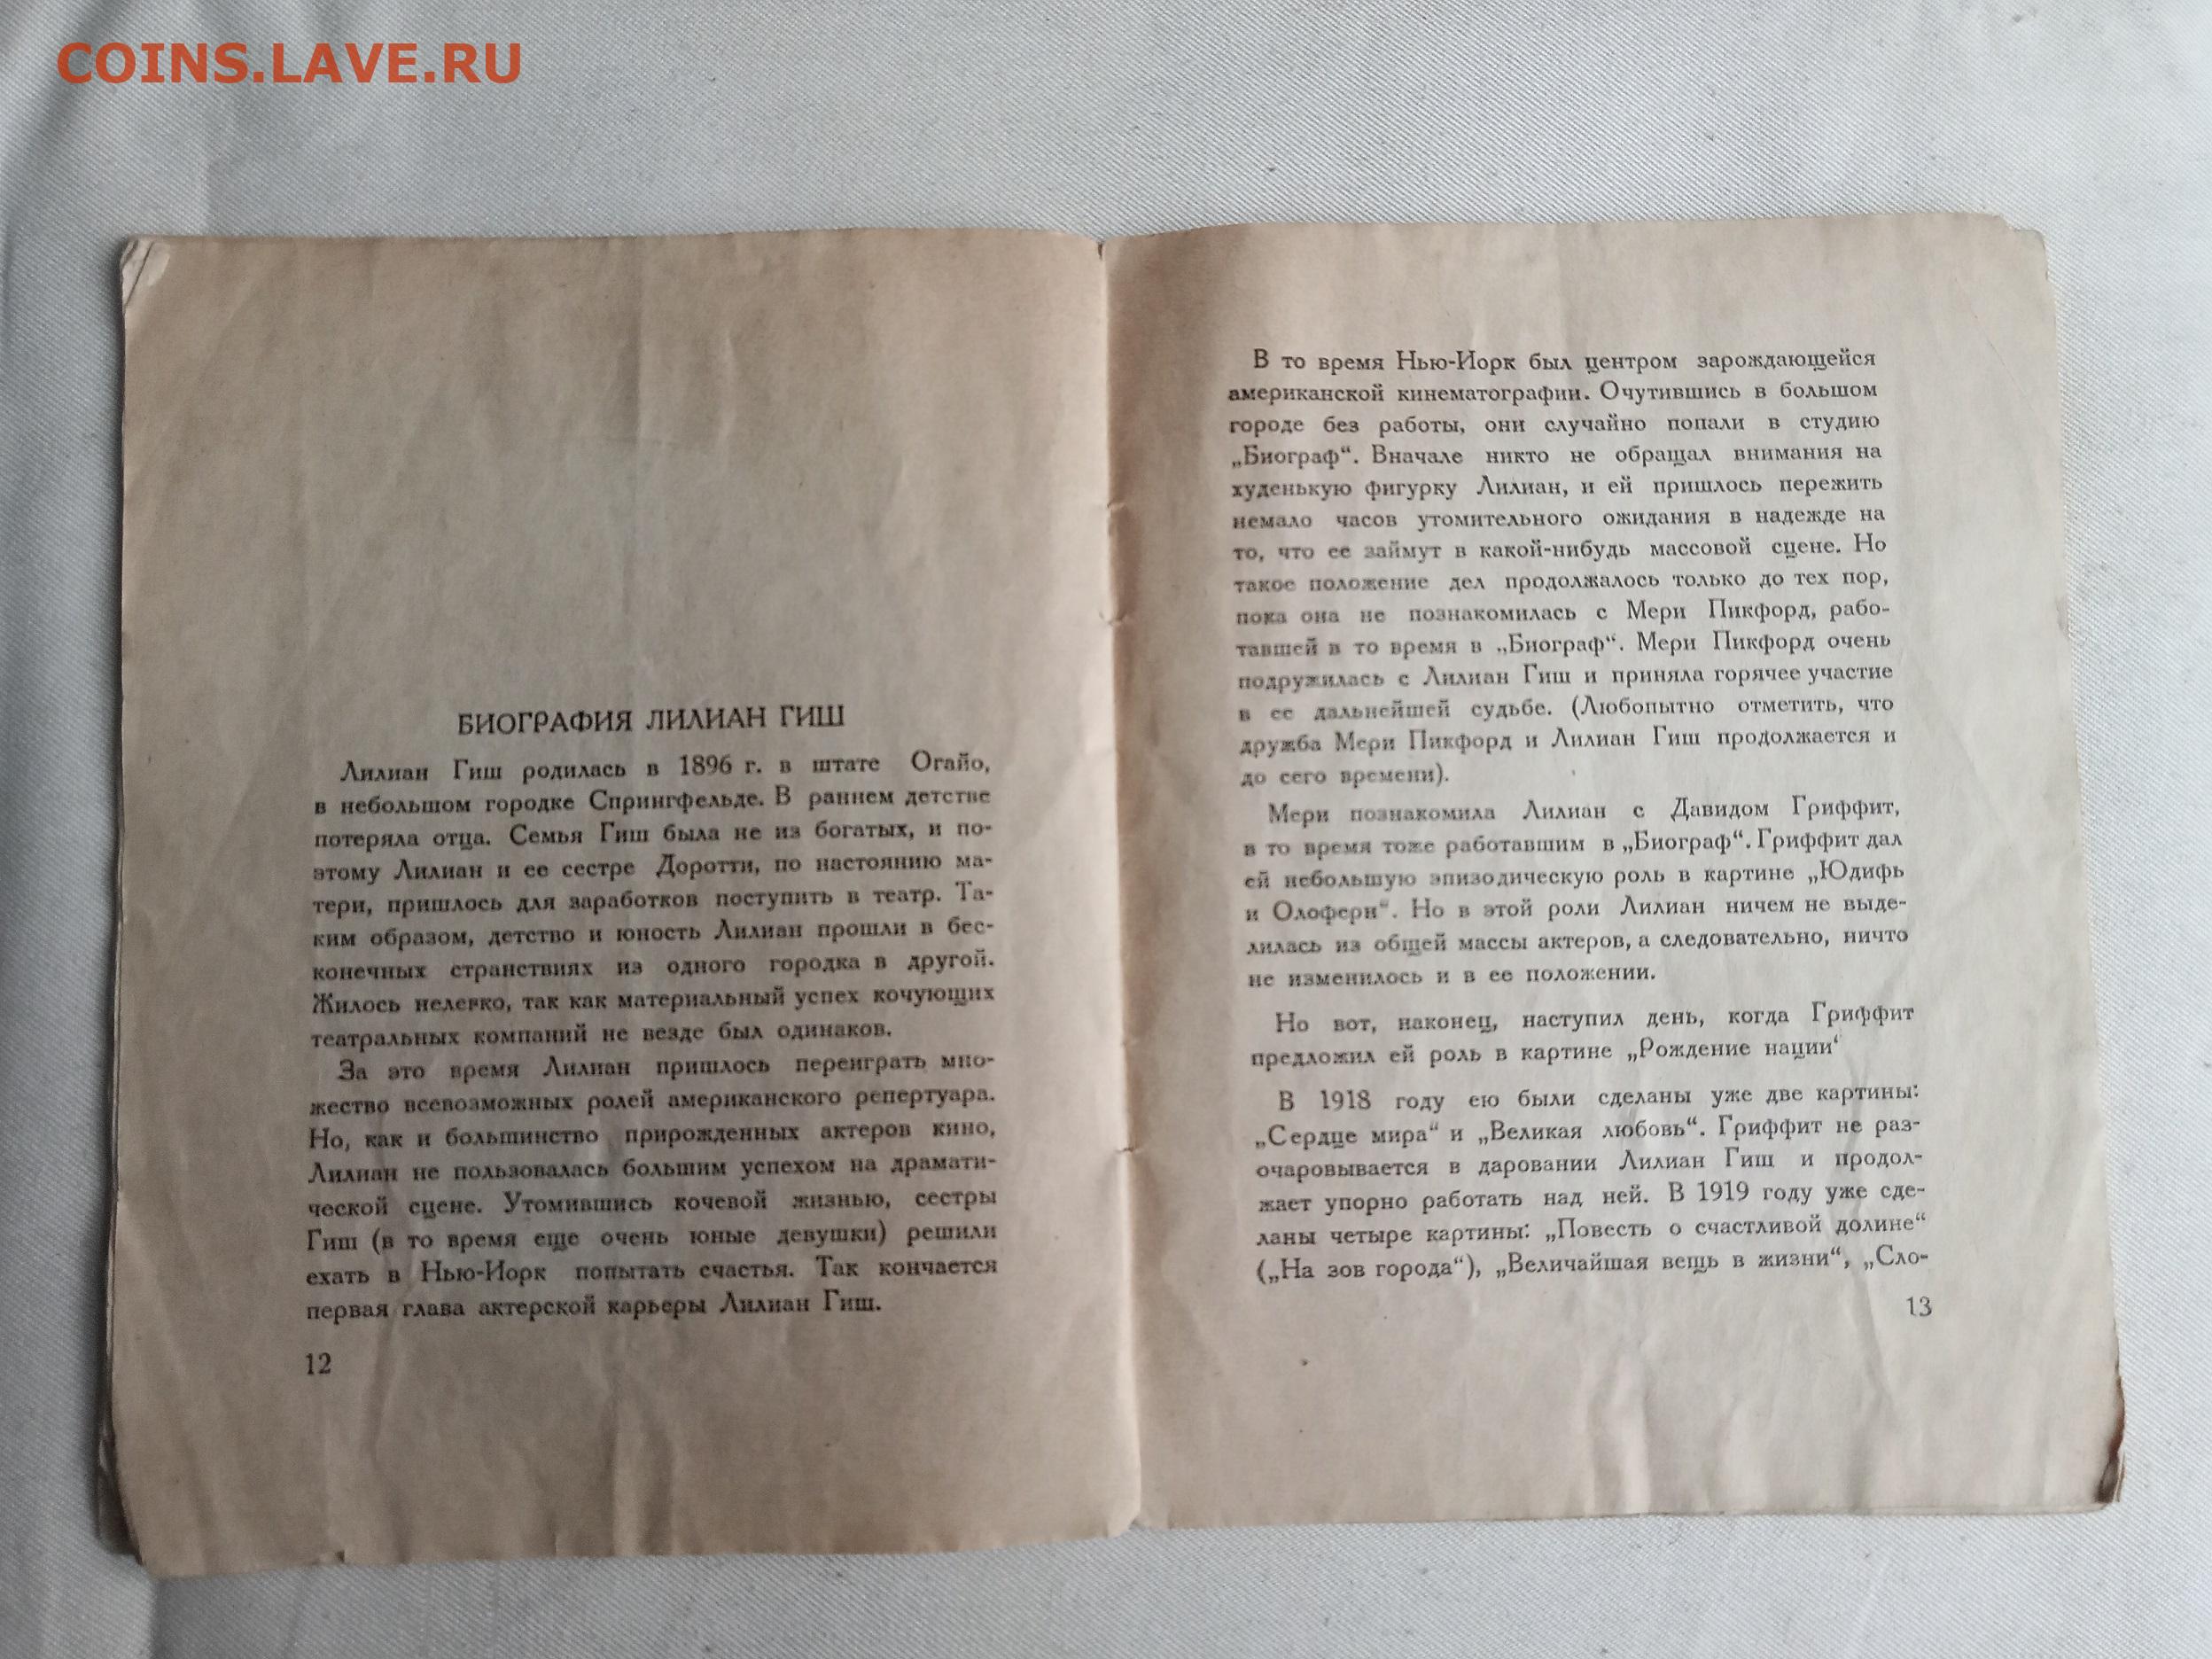 COINS.LAVE.RU
БИОГРАФИЯ ЛИЛИАН ГИШ
Лилиан Гиш родилась в 1896 г. в штате Огайо,
в небольшом городке Спрингфельде. В раннем детстве
потеряла отца. Семья Гиш была не из богатых, и по-
этому Лилиан и ее сестре Доротти, по настоянию ма-
тери, пришлось для заработков поступить в театр. Та-
ким образом, детство и юность Лилиан прошли в бес-
конечных странствиях из одного городка в другой.
Жилось нелегко, так как материальный успех кочующих
театральных компаний не везде был одинаков.
За это время Лилиан пришлось переиграть мно-
жество всевозможных ролей американского репертуара.
Но, как и большинство прирожденных актеров кино,
Лилиан не пользовалась большим успехом на драмати-
ческой сцене. Утомившись кочевой жизнью, сестры
Гиш (в то время еще очень юные девушки) решили
ехать в Нью-Иорк попытать счастья. Так кончается
первая глава актерской карьеры Лилиан Гиш.
12
В то время Нью-Иорк был центром зарождающейся
американской кинематографии. Очутившись в большом
городе без работы, они случайно попали в студию
„Биограф“. Вначале никто не обращал внимания на
худенькую фигурку Лилиан, и ей пришлось пережить
немало часов утомительного ожидания в надежде на
то, что ее займут в какой-нибудь массовой сцене. Но
такое положение дел продолжалось только до тех пор,
пока она не познакомилась с Мери Пикфорд, рабо-
тавшей в то время в „Биограф“. Мери Пикфорд очень
подружилась с Лилиан Гиш и приняла горячее участие
в ее дальнейшей судьбе. (Любопытно отметить, что
дружба Мери Пикфорд и Лилиан Гиш продолжается и
до сего времени).
Мери познакомила Лилиан с Давидом Гриффит,
в то время тоже работавшим в „Биограф“. Гриффит дал
ей небольшую эпизодическую роль в картине „Юдифь
и Олоферн“. Но в этой роли Лилиан ничем не выде-
лилась из общей массы актеров, а следовательно, ничто
не изменилось и в ее положении.
Но вот, наконец, наступил день, когда Гриффит
предложил ей роль в картине „Рождение нации‘
В 1918 году ею были сделаны уже две картины:
„Сердце мира“ и „Великая любовь“. Гриффит не раз-
очаровывается в даровании Лилиан Гиш и продол-
жает упорно работать над ней. В 1919 году уже сде-
ланы четыре картины: „Повесть о счастливой долине“
(„На зов города“), „Величайшая вещь в жизни“, „Сло-
13